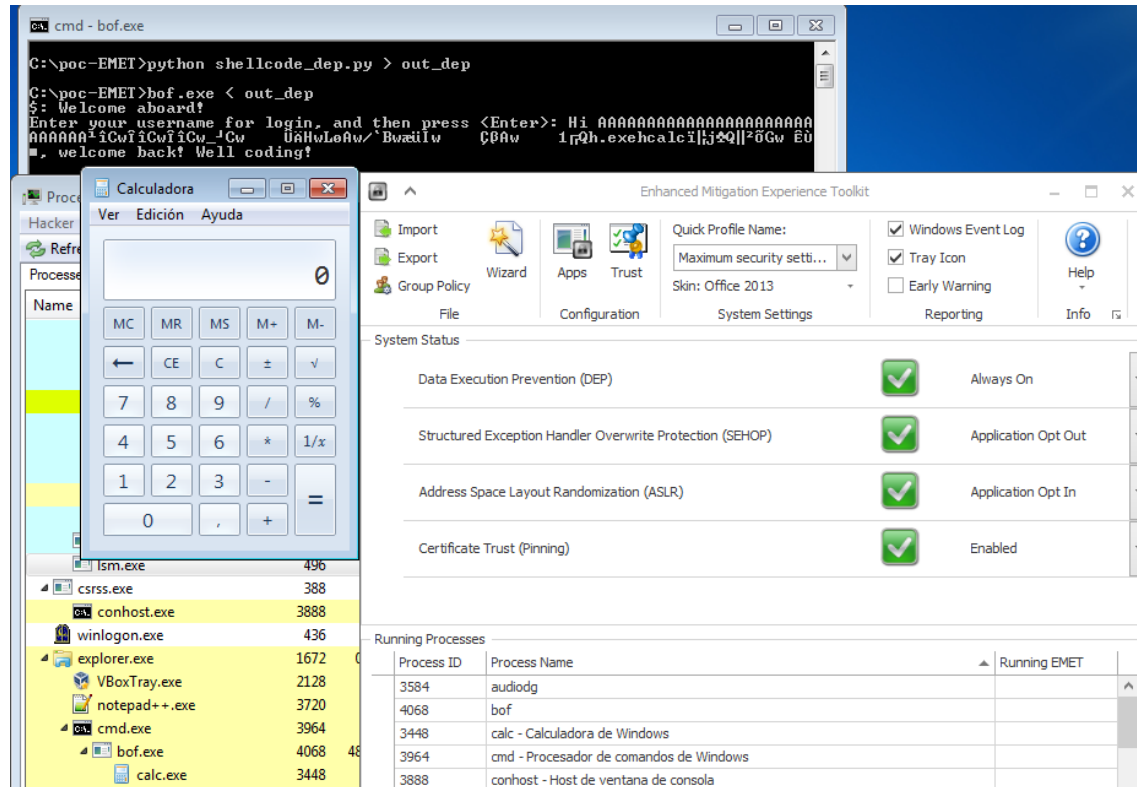 cmd - bof.exe
C:\poc-EMET>python shellcode_dep.py > out_dep
C:\poc-EMET>bof.exe < out_dep
$: Welcome aboard!
Enter your username for login, and then press <Enter>: Hi AAAAAAAAAAAAAAAAAAAAAA
, welcome back! Well coding!
Calculadora
Ver Edición Ayuda
0
MC MR MS M+ M-
← CE C ± √
7 8 9 / %
4 5 6 * 1/x
1 2 3 - =
0 , +
Proce
Hacker
Refre
Processe
Name
lsm.exe 496
csrss.exe 388
conhost.exe 3888
winlogon.exe 436
explorer.exe 1672
VBoxTray.exe 2128
notepad++.exe 3720
cmd.exe 3964
bof.exe 4068 48
calc.exe 3448
Enhanced Mitigation Experience Toolkit
Import
Export
Group Policy
File
Wizard
Apps Trust
Configuration
Quick Profile Name:
Maximum security setti...
Skin: Office 2013
System Settings
Windows Event Log
Tray Icon
Early Warning
Reporting
Help
Info
System Status
Data Execution Prevention (DEP) Always On
Structured Exception Handler Overwrite Protection (SEHOP) Application Opt Out
Address Space Layout Randomization (ASLR) Application Opt In
Certificate Trust (Pinning) Enabled
Running Processes
Process ID Process Name Running EMET
3584 audiodg
4068 bof
3448 calc - Calculadora de Windows
3964 cmd - Procesador de comandos de Windows
3888 conhost - Host de ventana de consola